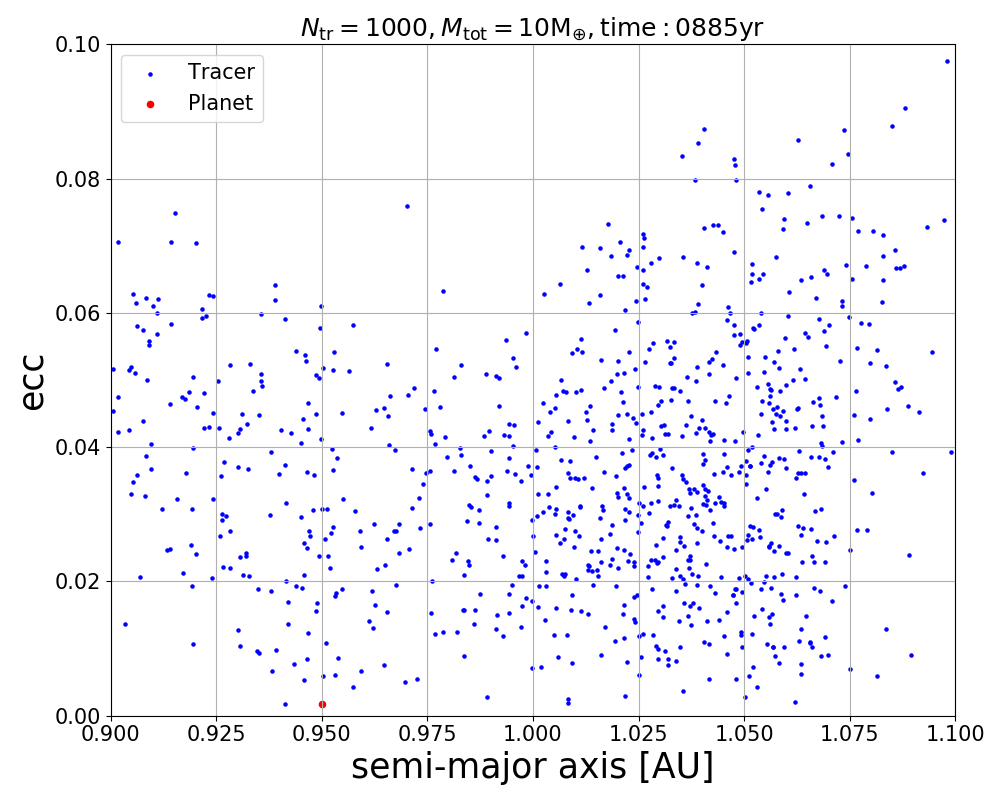 N_tr = 1000, M_tot = 10M_⊕, time : 0885yr
Tracer
Planet
ecc
0.10
0.08
0.06
0.04
0.02
0.00
0.900 0.925 0.950 0.975 1.000 1.025 1.050 1.075 1.100
semi-major axis [AU]